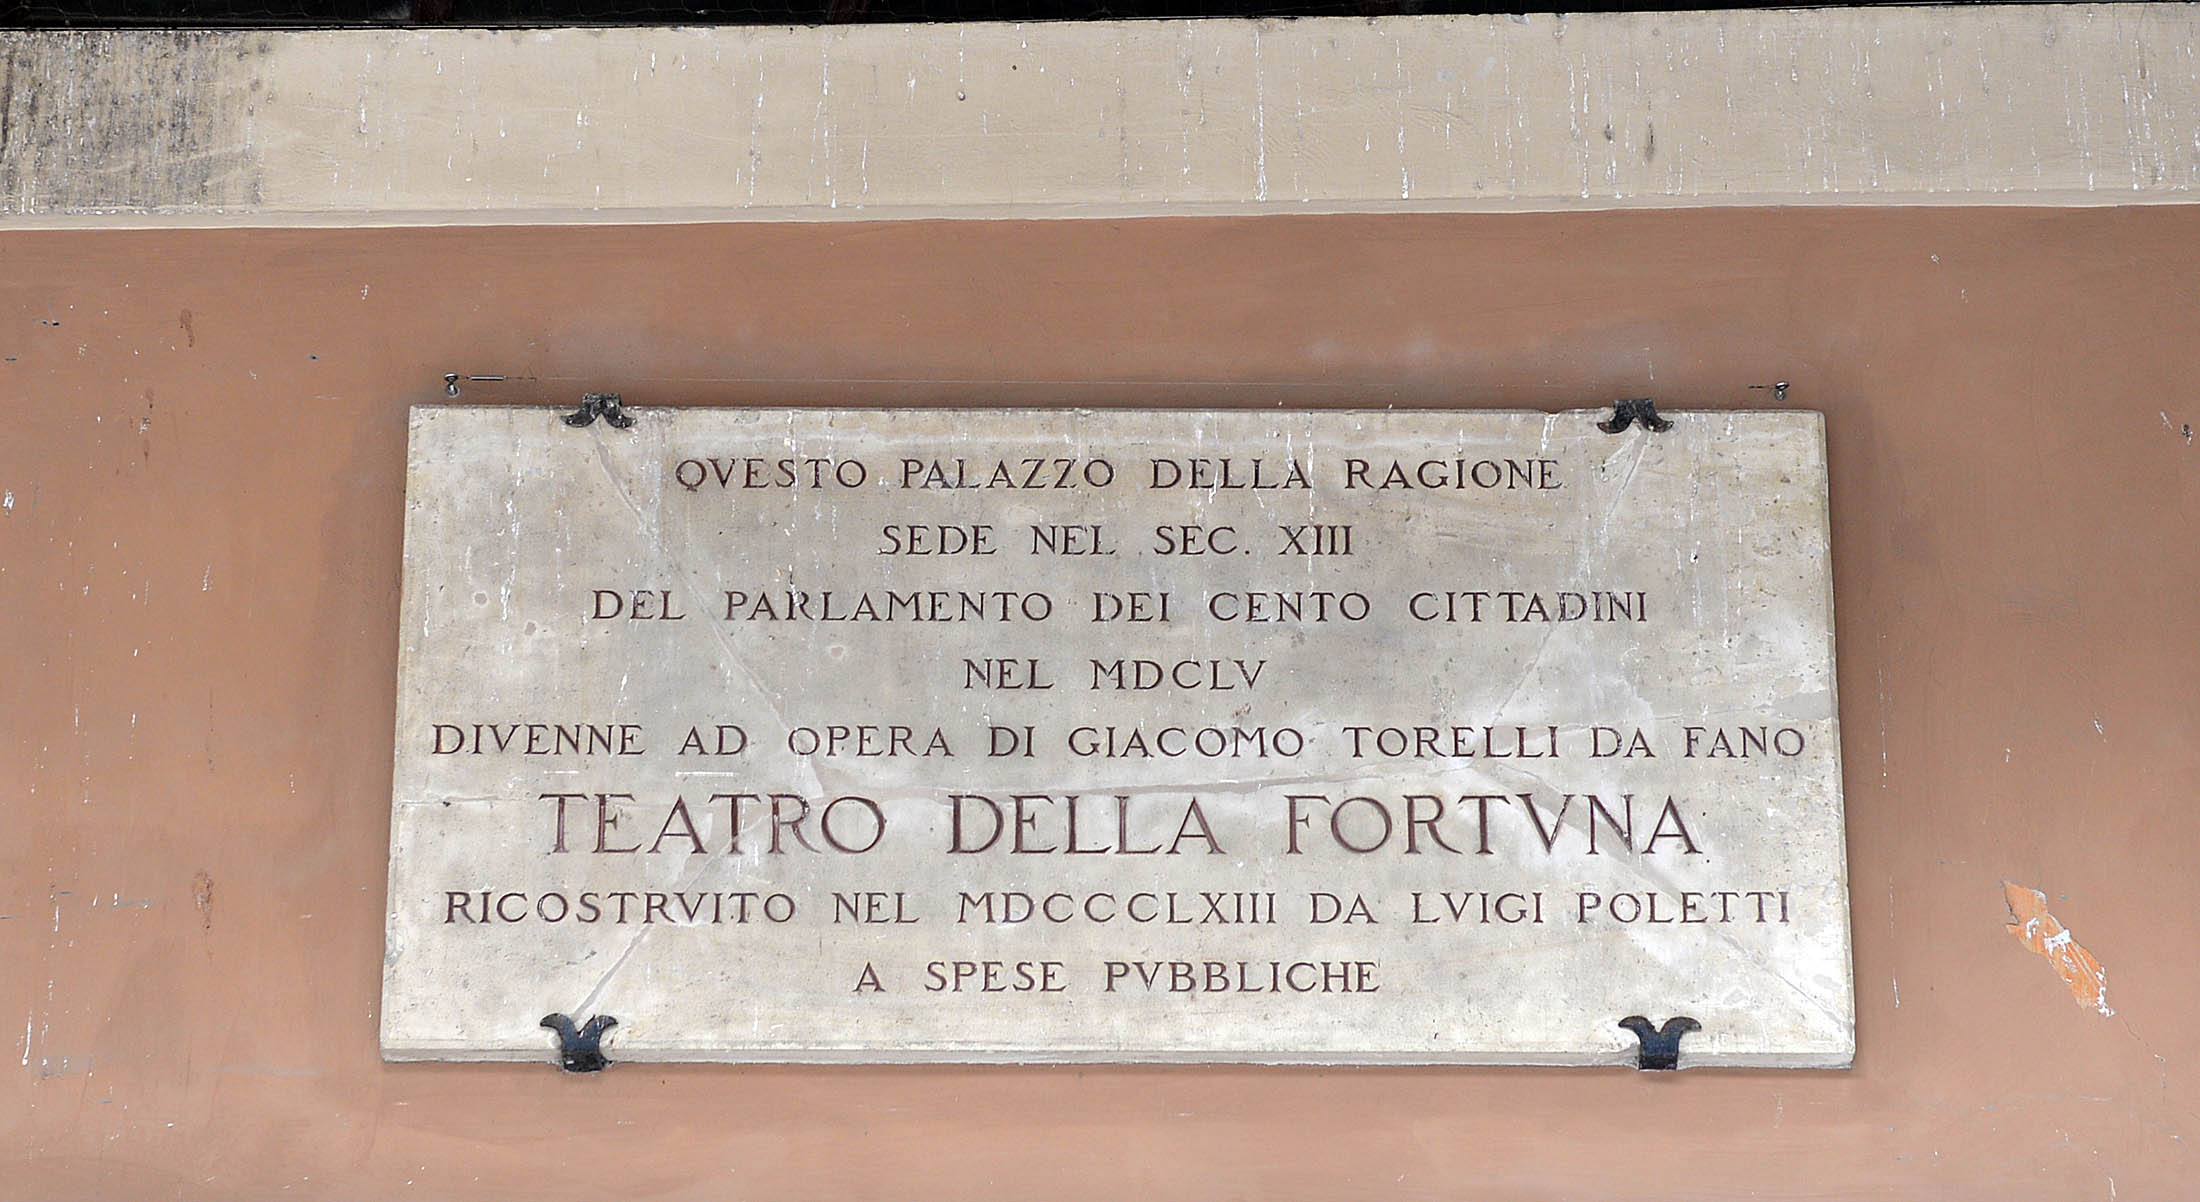 QVESTO PALAZZO DELLA RAGIONE
SEDE NEL SEC. XIII
DEL PARLAMENTO DEI CENTO CITTADINI
NEL MDCLV
DIVENNE AD OPERA DI GIACOMO TORELLI DA FANO
TEATRO DELLA FORTVNA
RICOSTRVITO NEL MDCCCLXIII DA LVIGI POLETTI
A SPESE PVBBLICHE